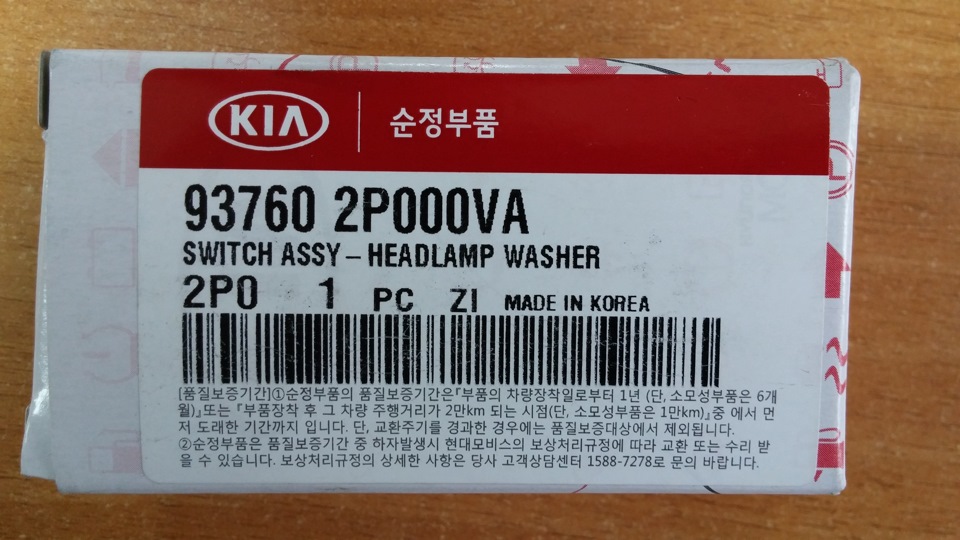 KIA 순정부품
93760 2P000VA
SWITCH ASSY – HEADLAMP WASHER
2P0 1 PC ZI MADE IN KOREA
[품질보증기간]①순정부품의 품질보증기간은『부품의 차량장착일로부터 1년 (단, 소모성부품은 6개
월)』또는 『부품장착 후 그 차량 주행거리가 2만km 되는 시점(단, 소모성부품은 1만km)』중 에서 먼
저 도래한 기간까지 입니다. 단, 교환주기를 경과한 경우에는 품질보증대상에서 제외됩니다.
②순정부품은 품질보증기간 중 하자발생시 현대모비스의 보상처리규정에 따라 교환 또는 수리 받
을 수 있습니다. 보상처리규정의 상세한 사항은 당사 고객상담센터 1588-7278로 문의 바랍니다.